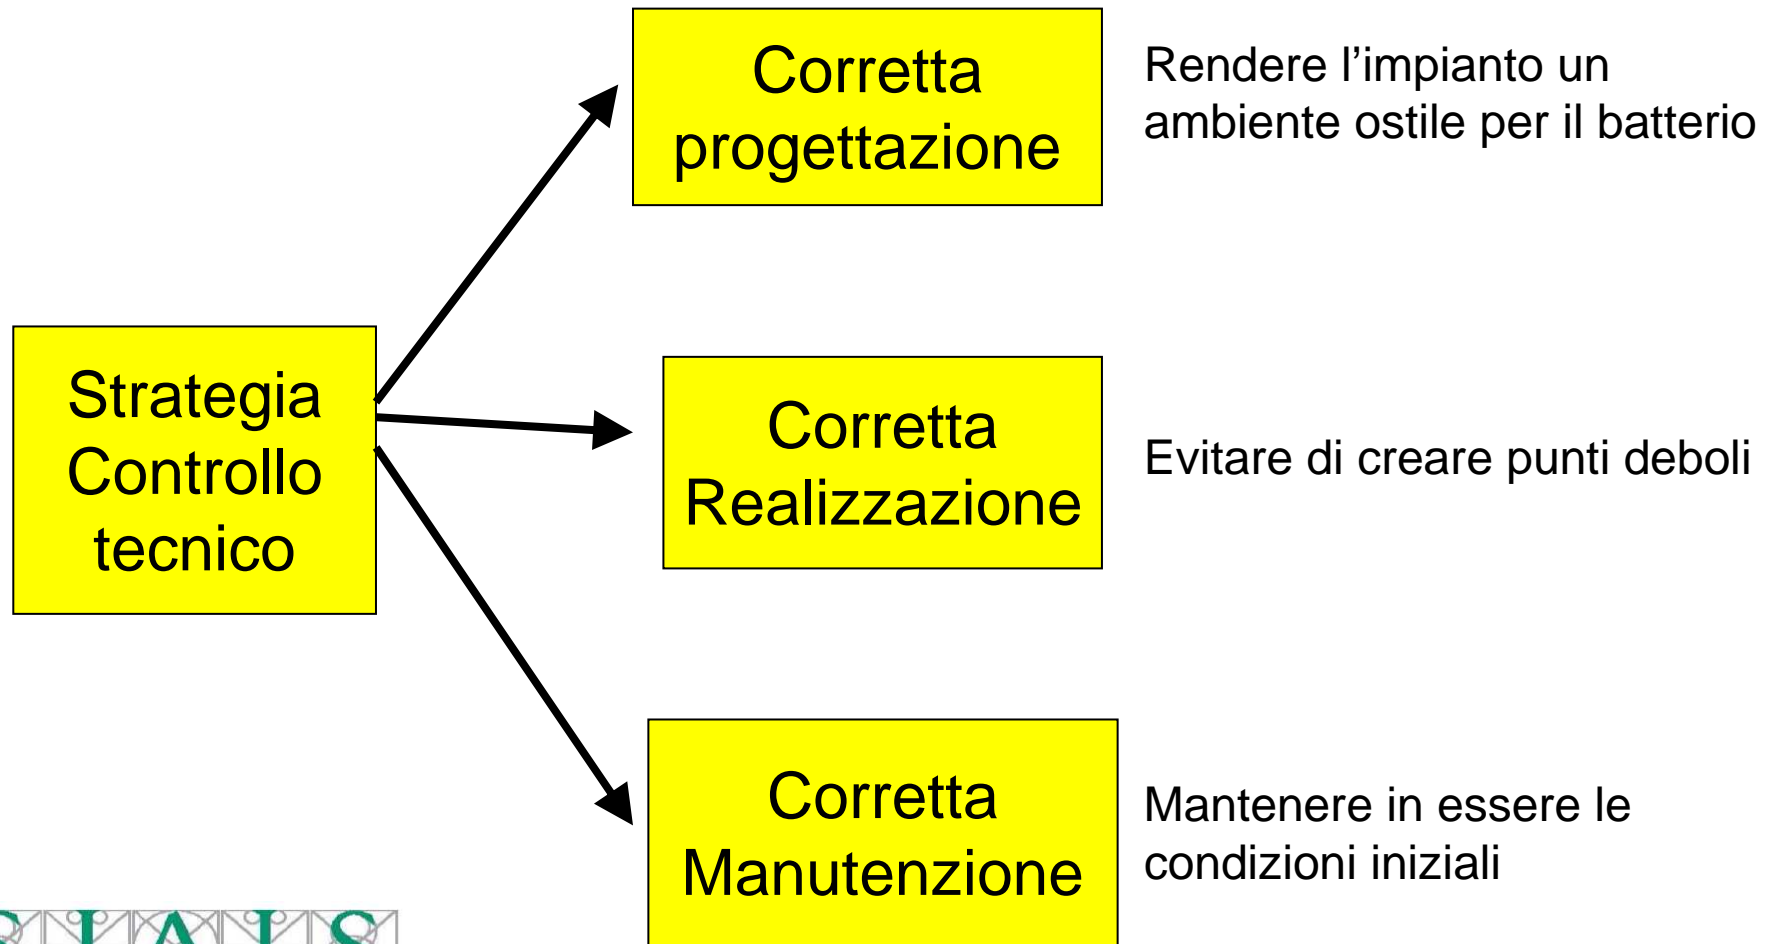 Corretta
progettazione
Rendere l’impianto un
ambiente ostile per il batterio
Strategia
Controllo
tecnico
Corretta
Realizzazione
Evitare di creare punti deboli
Corretta
Manutenzione
Mantenere in essere le
condizioni iniziali
S I A I S